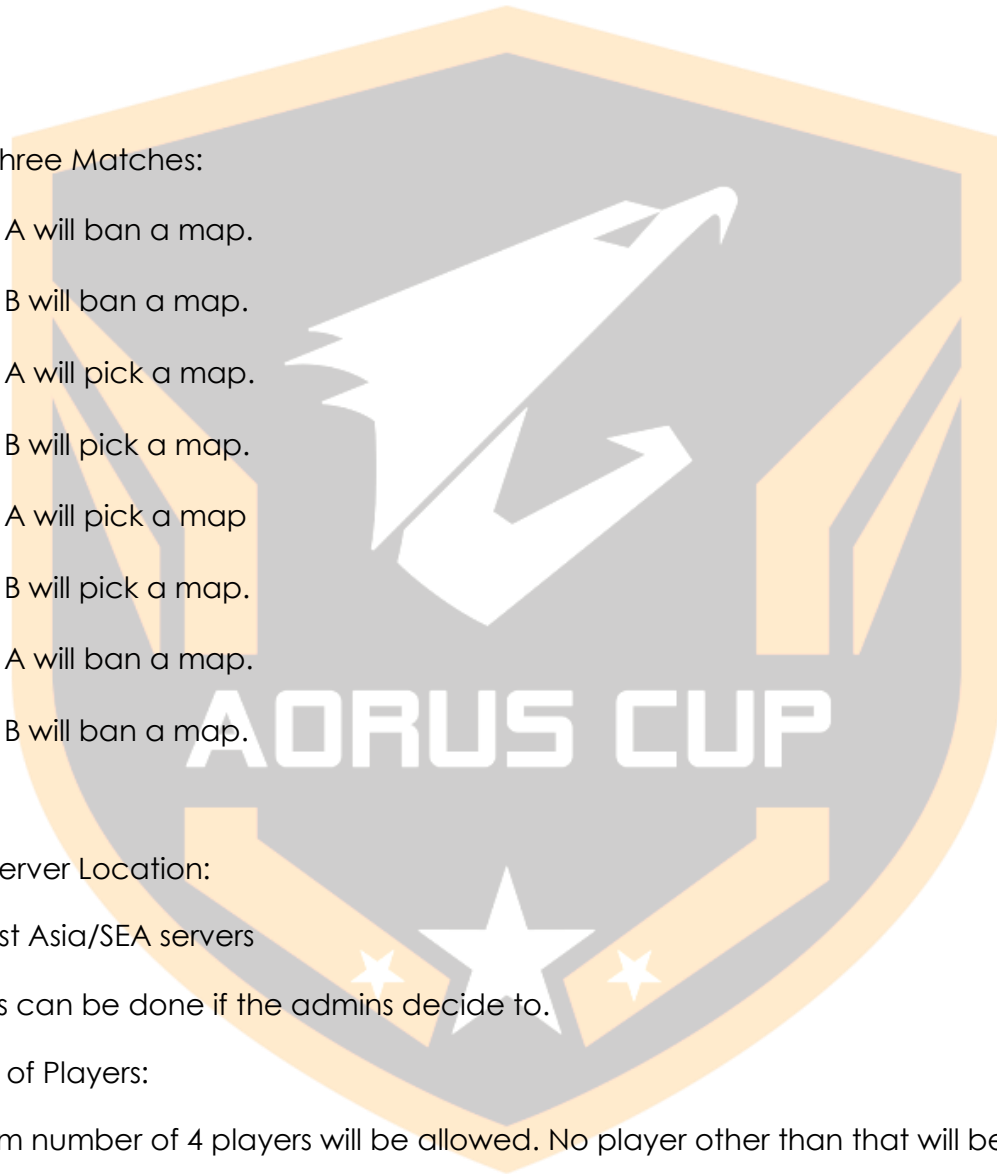 hree Matches:
A will ban a map.
B will ban a map.
A will pick a map.
B will pick a map.
A will pick a map
B will pick a map.
A will ban a map.
B will ban a map.
AORUS CUP
erver Location:
st Asia/SEA servers
s can be done if the admins decide to.
of Players:
m number of 4 players will be allowed. No player other than that will be